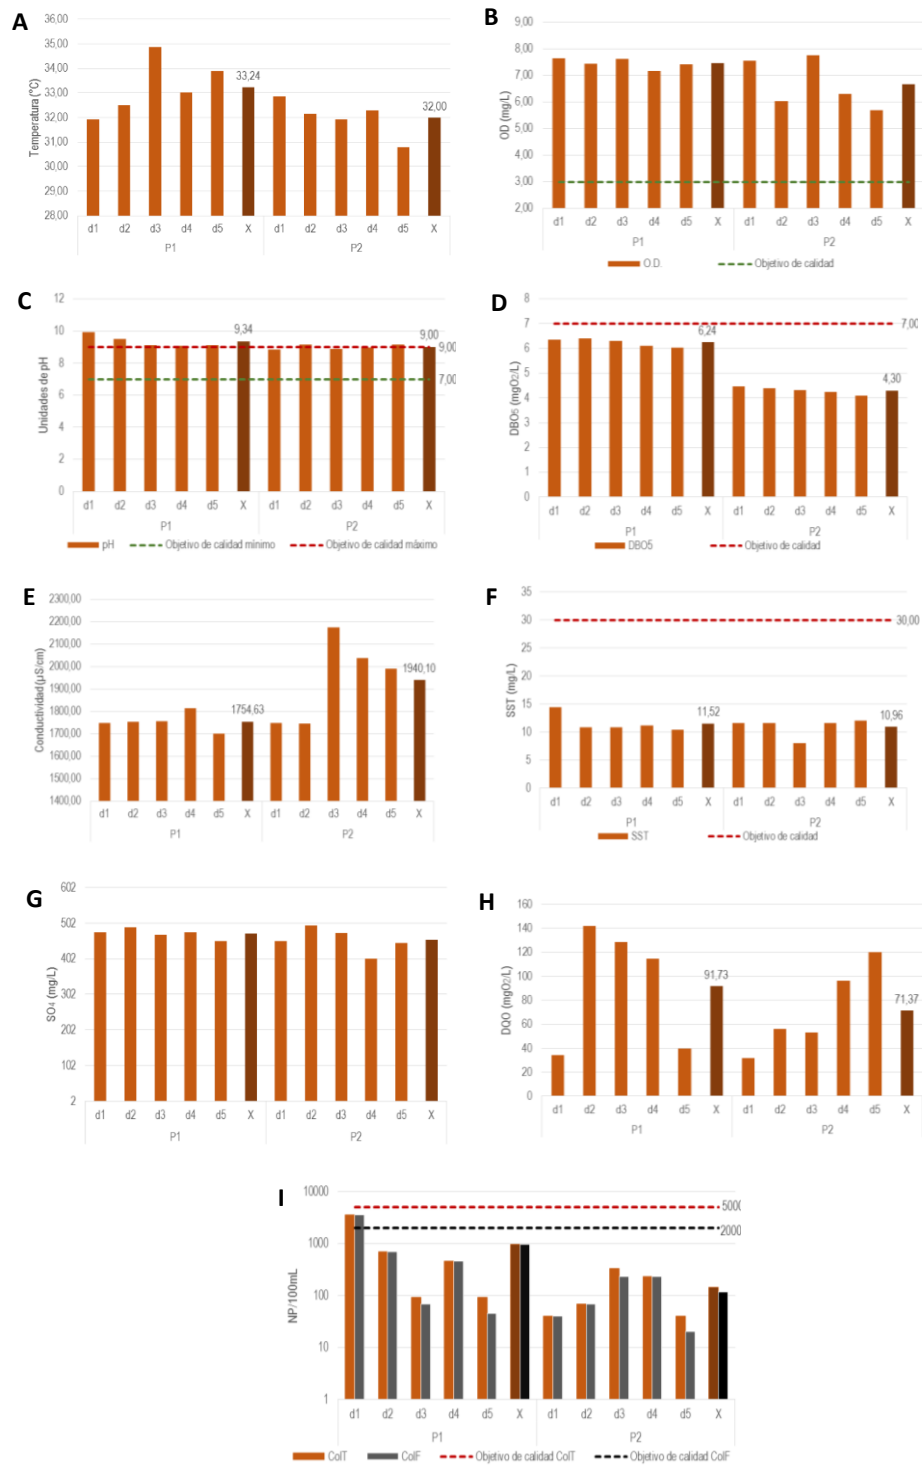 A
36,00
35,00
34,00
33,00
32,00
31,00
30,00
29,00
28,00
Temperatura (°C)
33,24
32,00
d1 d2 d3 d4 d5 X d1 d2 d3 d4 d5 X
P1 P2
B
9,00
8,00
7,00
6,00
5,00
4,00
3,00
2,00
OD (mg/L)
d1 d2 d3 d4 d5 X d1 d2 d3 d4 d5 X
P1 P2
O.D. Objetivo de calidad
C
12
10
8
6
4
2
0
Unidades de pH
9,34
9,00
9,00
7,00
d1 d2 d3 d4 d5 X d1 d2 d3 d4 d5 X
P1 P2
pH Objetivo de calidad mínimo Objetivo de calidad máximo
D
8
7
6
5
4
3
2
1
0
DBO5 (mgO2/L)
7,00
6,24
4,30
d1 d2 d3 d4 d5 X d1 d2 d3 d4 d5 X
P1 P2
DBO5 Objetivo de calidad
E
2300,00
2200,00
2100,00
2000,00
1900,00
1800,00
1700,00
1600,00
1500,00
1400,00
Conductividad (µS/cm)
1754,63
1940,10
d1 d2 d3 d4 d5 X d1 d2 d3 d4 d5 X
P1 P2
F
35
30
25
20
15
10
5
0
SST (mg/L)
30,00
11,52
10,96
d1 d2 d3 d4 d5 X d1 d2 d3 d4 d5 X
P1 P2
SST Objetivo de calidad
G
602
502
402
302
202
102
2
SO4 (mg/L)
d1 d2 d3 d4 d5 X d1 d2 d3 d4 d5 X
P1 P2
H
160
140
120
100
80
60
40
20
0
DQO (mgO2/L)
91,73
71,37
d1 d2 d3 d4 d5 X d1 d2 d3 d4 d5 X
P1 P2
I
10000
1000
100
10
1
NP/100mL
5000
2000
d1 d2 d3 d4 d5 X d1 d2 d3 d4 d5 X
P1 P2
ColT ColF Objetivo de calidad ColT Objetivo de calidad ColF